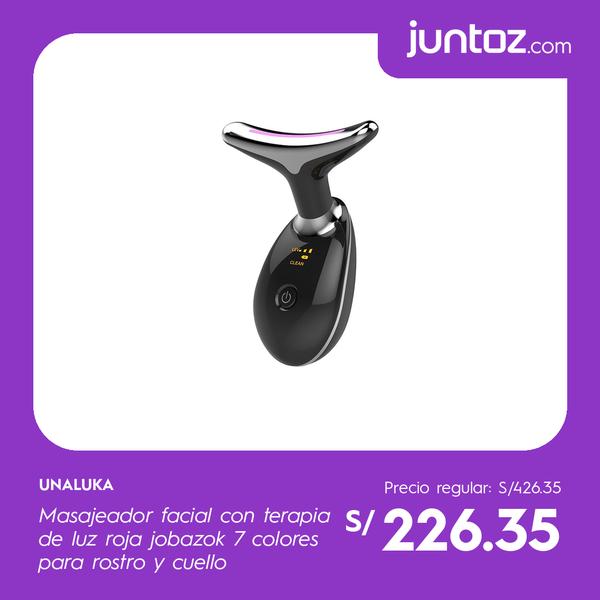 juntoz.com
LEV
CLEAN
UNALUKA
Masajeador facial con terapia
de luz roja jobazok 7 colores
para rostro y cuello
Precio regular: S/426.35
S/ 226.35